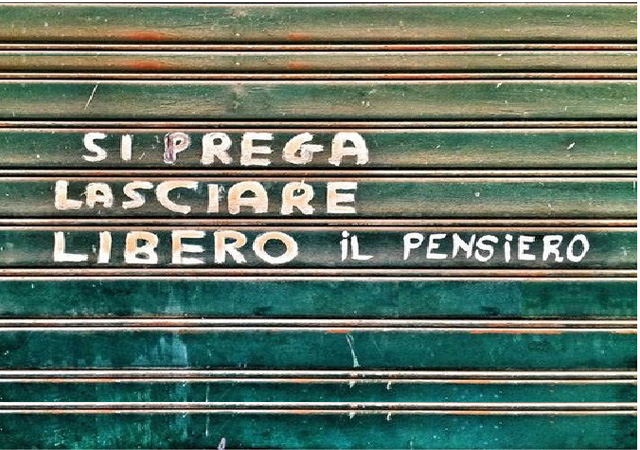 SI PREGA
LASCIARE
LIBERO iL PENSiERO